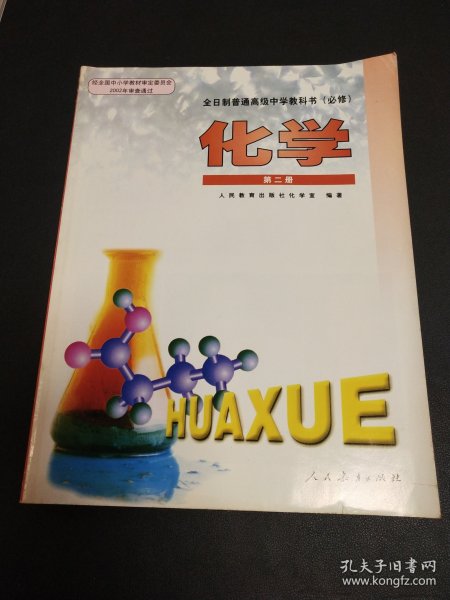 经全国中小学教材审定委员会
2002年审查通过
全日制普通高级中学教科书（必修）
化学
第二册
人民教育出版社化学室 编著
HUAXUE
人民教育出版社
孔夫子旧书网
www.kongfz.com